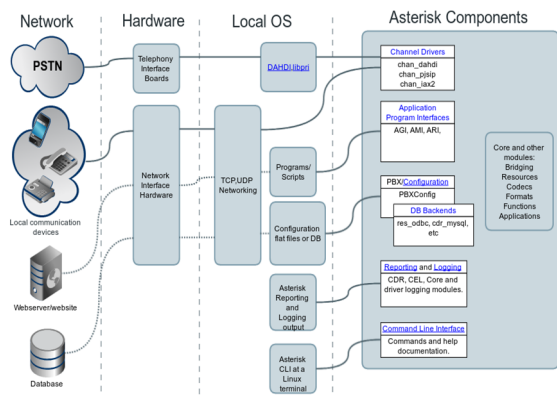 Network
Hardware
Local OS
Asterisk Components
PSTN
Telephony
Interface
Boards
DAHDI,libpri
Channel Drivers
chan_dahdi
chan_pjsip
chan_iax2
Application
Program Interfaces
AGI, AMI, ARI,
Core and other
modules:
Bridging
Resources
Codecs
Formats
Functions
Applications
Local communication
devices
Network
Interface
Hardware
TCP,UDP
Networking
Programs/
Scripts
PBX/Configuration
PBXConfig
DB Backends
res_odbc, cdr_mysql,
etc
Configuration
flat files or DB
Webserver/website
Asterisk
Reporting
and
Logging
output
Reporting and Logging
CDR, CEL, Core and
driver logging modules.
Command Line Interface
Commands and help
documentation.
Database
Asterisk
CLI at a
Linux
terminal